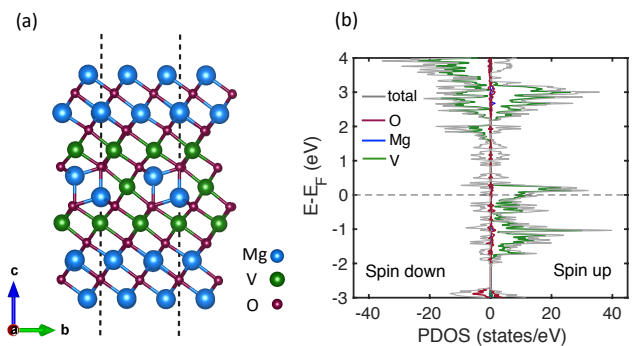 (a)
Mg
V
O
c
a
b
(b)
4
3
2
1
0
-1
-2
-3
E-E_F (eV)
total
O
Mg
V
Spin down
Spin up
-40
-20
0
20
40
PDOS (states/eV)